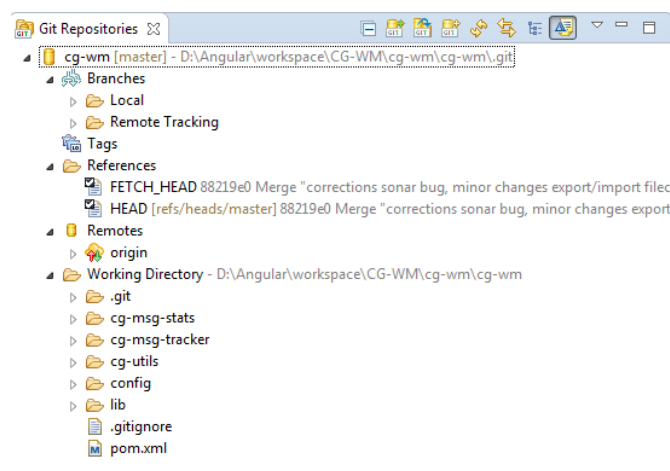 Git Repositories
cg-wm [master] - D:\Angular\workspace\CG-WM\cg-wm\cg-wm\.git
Branches
Local
Remote Tracking
Tags
References
FETCH_HEAD 88219e0 Merge "corrections sonar bug, minor changes export/import filec
HEAD [refs/heads/master] 88219e0 Merge "corrections sonar bug, minor changes export
Remotes
origin
Working Directory - D:\Angular\workspace\CG-WM\cg-wm\cg-wm
.git
cg-msg-stats
cg-msg-tracker
cg-utils
config
lib
.gitignore
pom.xml